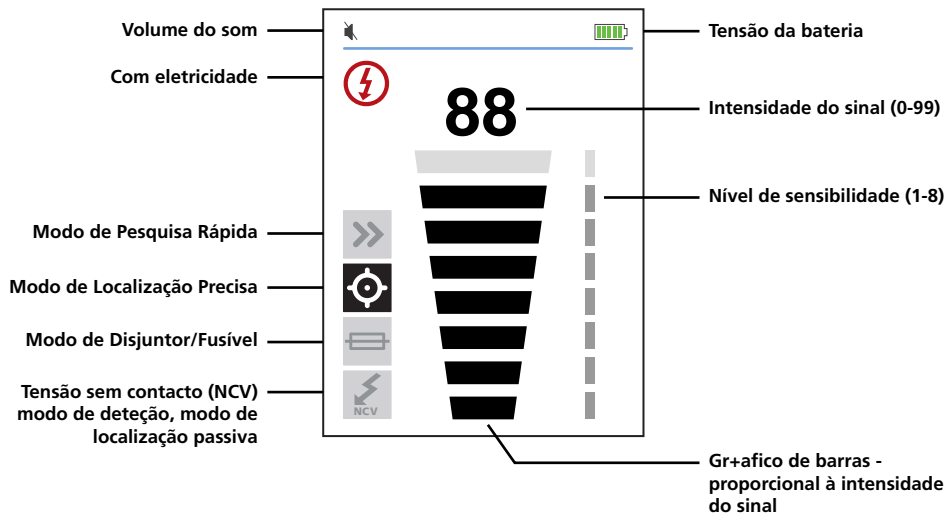 Volume do som
Com eletricidade
Modo de Pesquisa Rápida
Modo de Localização Precisa
Modo de Disjuntor/Fusível
Tensão sem contacto (NCV)
modo de deteção, modo de
localização passiva
88
NCV
Tensão da bateria
Intensidade do sinal (0-99)
Nível de sensibilidade (1-8)
Gr+afico de barras -
proporcional à intensidade
do sinal